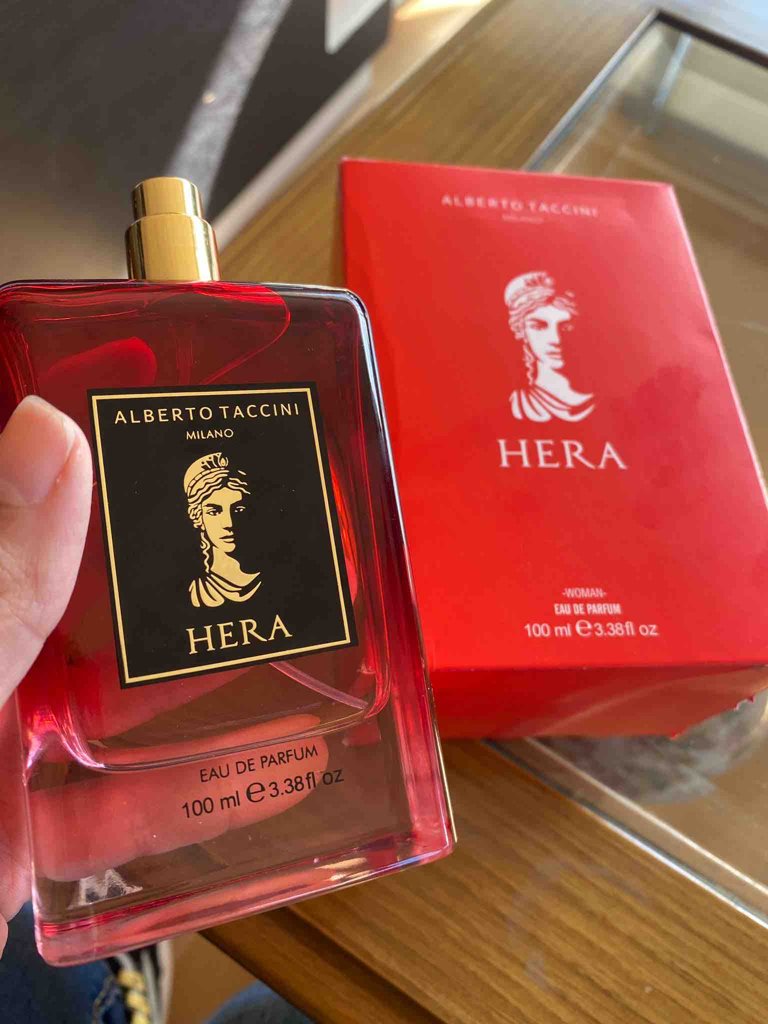 ALBERTO TACCINI
MILANO
HERA
EAU DE PARFUM
100 ml ℮ 3.38fl oz
ALBERTO TACCINI
MILANO
HERA
-WOMAN-
EAU DE PARFUM
100 ml ℮ 3.38fl oz